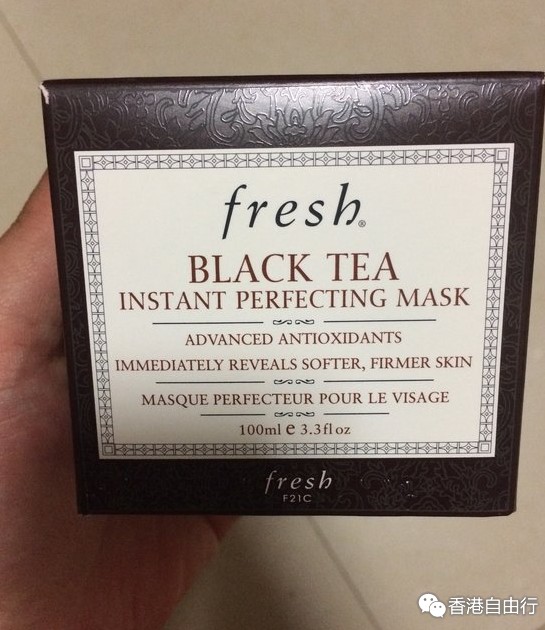 fresh®
BLACK TEA
INSTANT PERFECTING MASK
ADVANCED ANTIOXIDANTS
IMMEDIATELY REVEALS SOFTER, FIRMER SKIN
MASQUE PERFECTEUR POUR LE VISAGE
100ml e 3.3fl oz
fresh
F21C
香港自由行